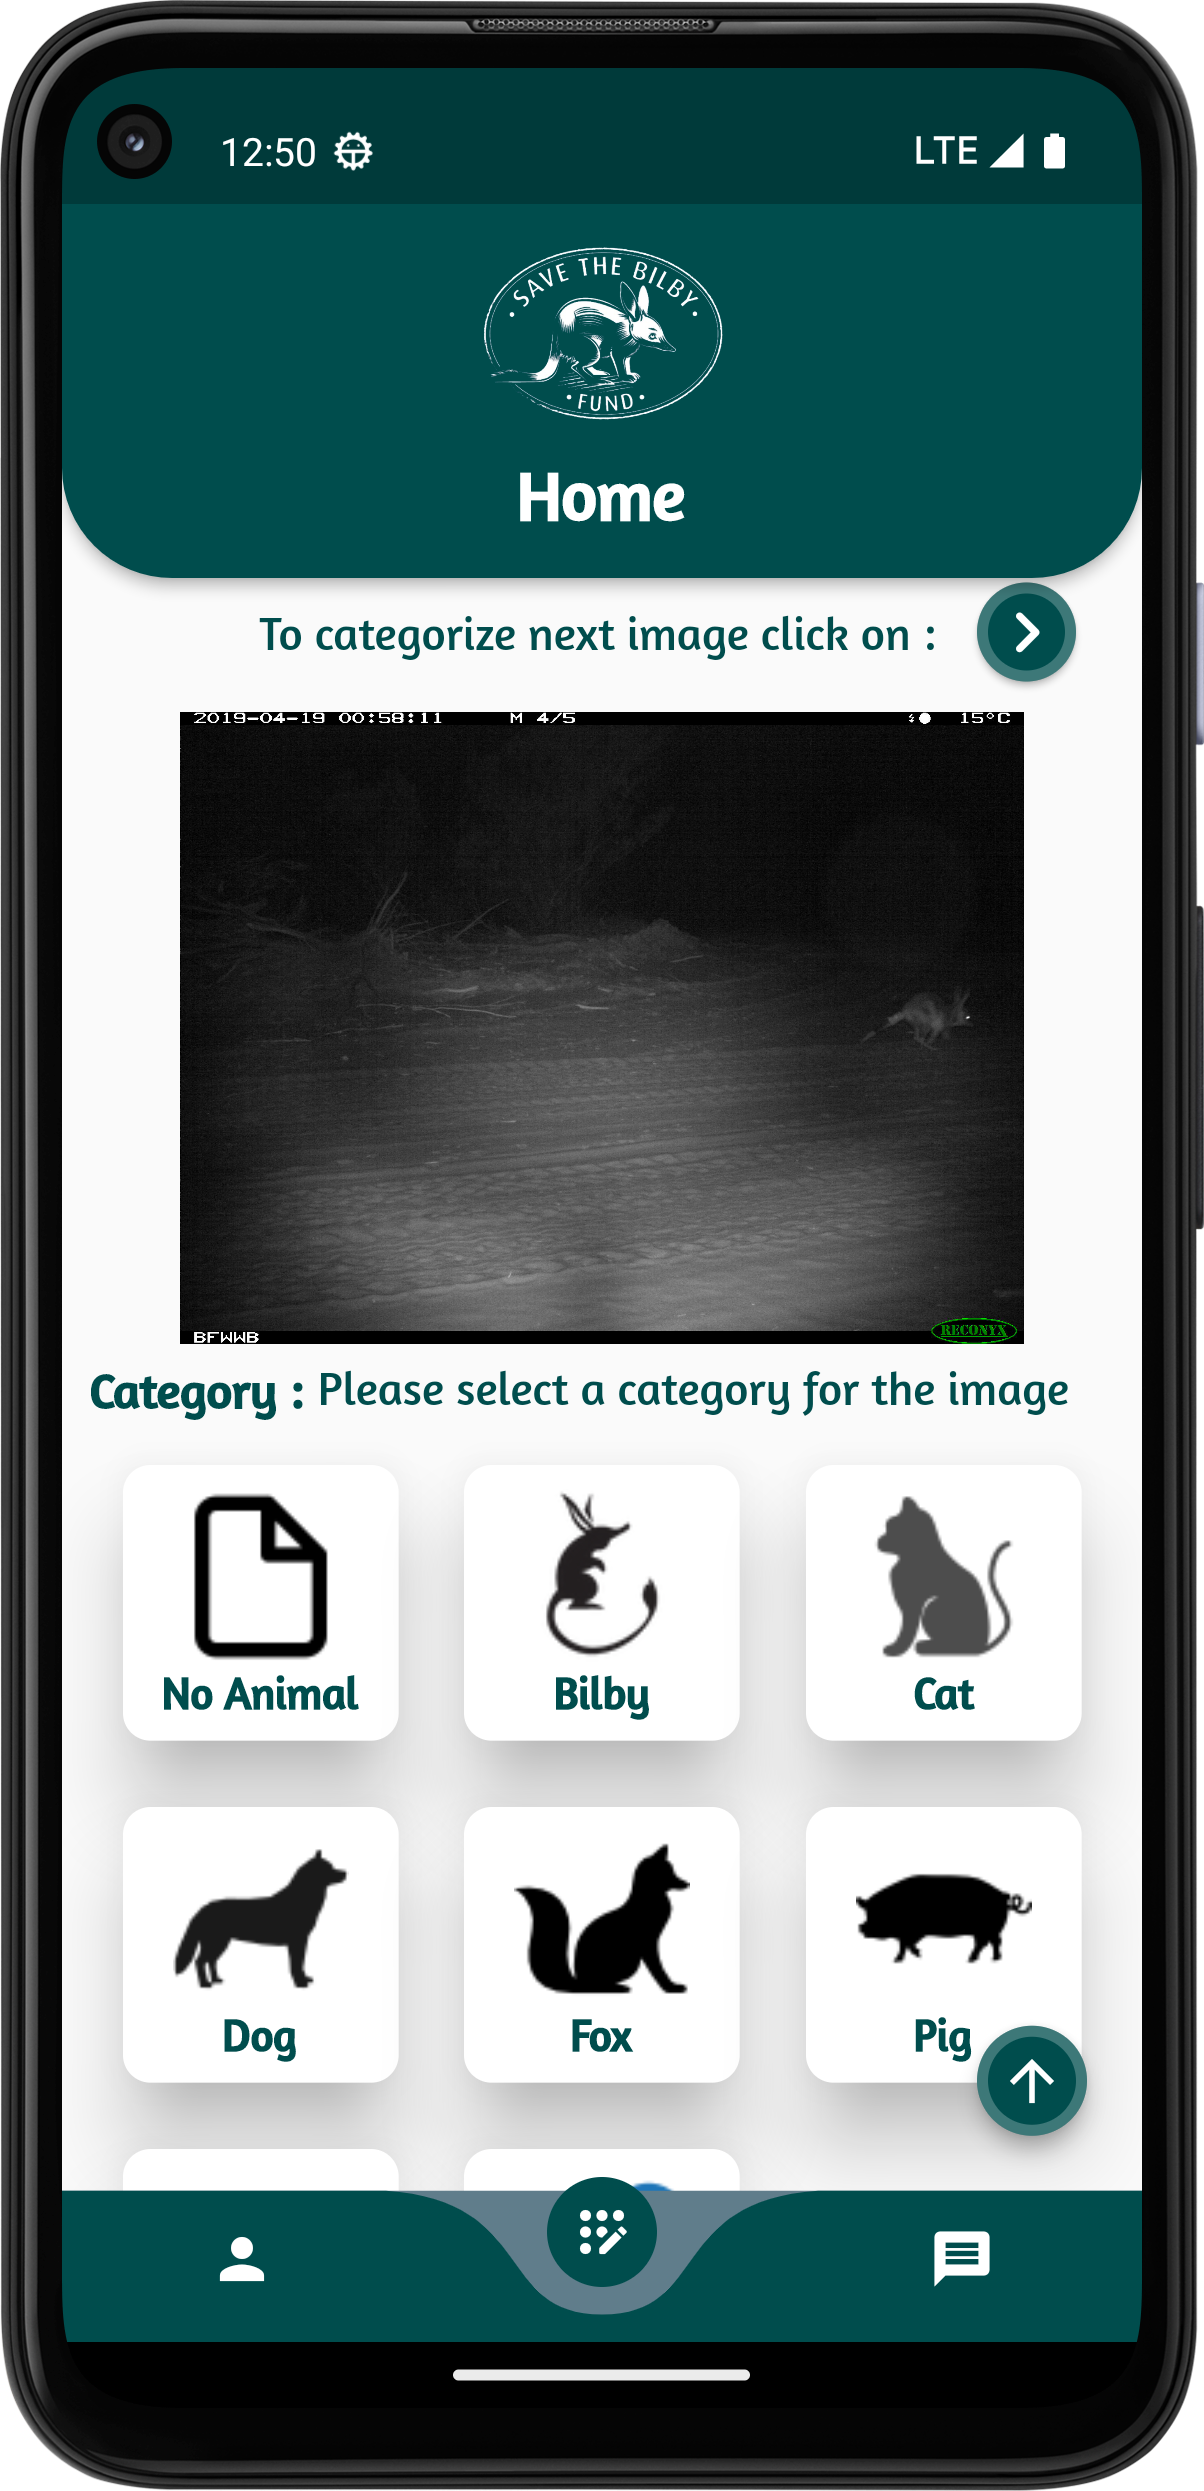 12:50
LTE
SAVE THE BILBY
FUND
Home
To categorize next image click on :
2019-04-19 00:58:11 M 4/5 15°C
BFWWB
RECONYX
Category : Please select a category for the image
No Animal
Bilby
Cat
Dog
Fox
Pig